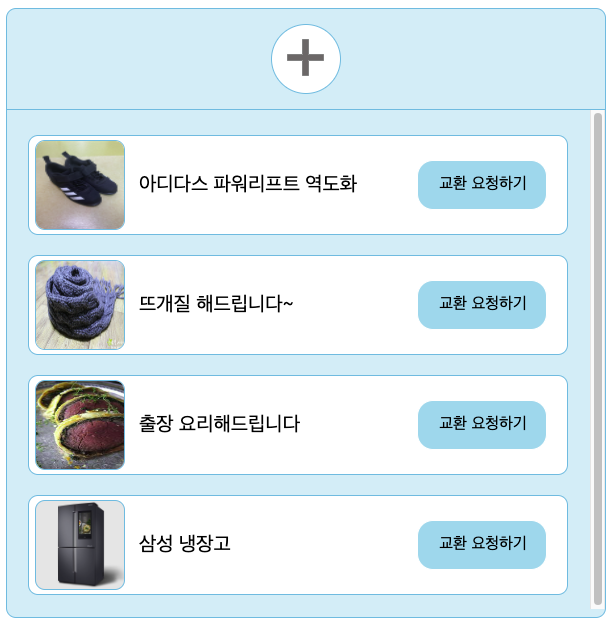 아디다스 파워리프트 역도화
교환 요청하기
뜨개질 해드립니다~
교환 요청하기
출장 요리해드립니다
교환 요청하기
삼성 냉장고
교환 요청하기